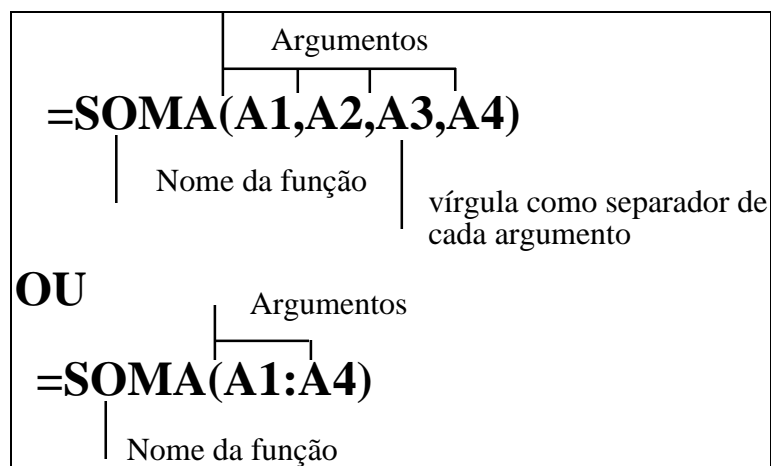 Argumentos
=SOMA(A1,A2,A3,A4)
Nome da função
vírgula como separador de
cada argumento
OU
Argumentos
=SOMA(A1:A4)
Nome da função